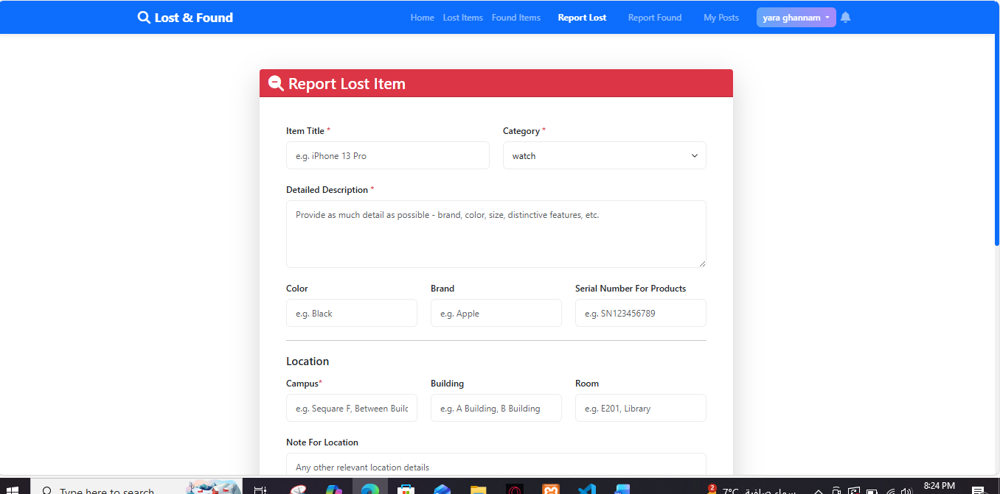 Lost & Found Home Lost Items Found Items Report Lost Report Found My Posts yara ghannam
Report Lost Item
Item Title * Category *
e.g. iPhone 13 Pro watch
Detailed Description *
Provide as much detail as possible - brand, color, size, distinctive features, etc.
Color Brand Serial Number For Products
e.g. Black e.g. Apple e.g. SN123456789
Location
Campus* Building Room
e.g. Sequare F, Between Builc e.g. A Building, B Building e.g. E201, Library
Note For Location
Any other relevant location details
Type here to search 2 7°C سماء صافية 8:24 PM